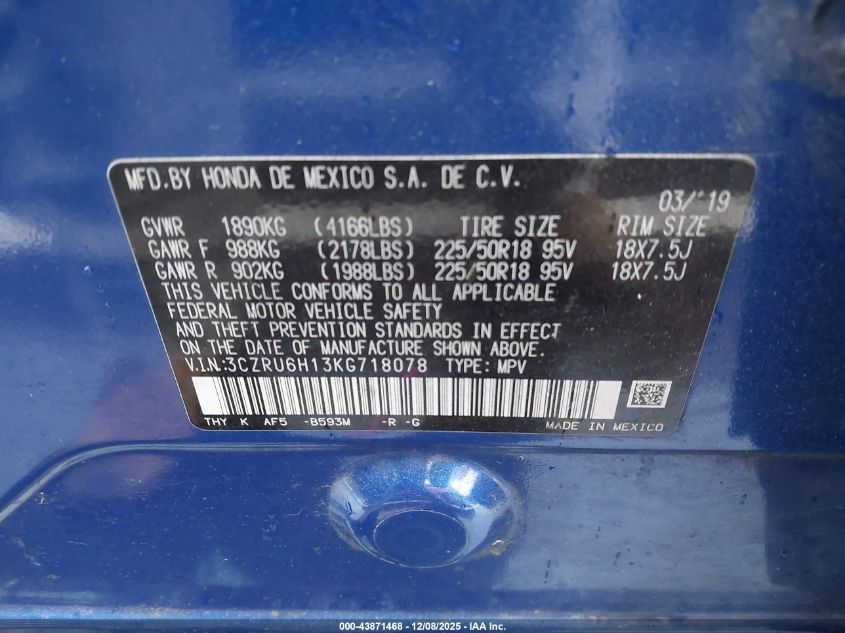 MFD.BY HONDA DE MEXICO S.A. DE C.V.
03/'19
GVWR 1890KG (4166LBS) TIRE SIZE RIM SIZE
GAWR F 988KG (2178LBS) 225/50R18 95V 18X7.5J
GAWR R 902KG (1988LBS) 225/50R18 95V 18X7.5J
THIS VEHICLE CONFORMS TO ALL APPLICABLE
FEDERAL MOTOR VEHICLE SAFETY
AND THEFT PREVENTION STANDARDS IN EFFECT
ON THE DATE OF MANUFACTURE SHOWN ABOVE.
V.I.N:3CZRU6H13KG718078 TYPE: MPV
THY K AF5 -B593M -R -G MADE IN MEXICO
000-43871468 • 12/08/2025 • IAA Inc.